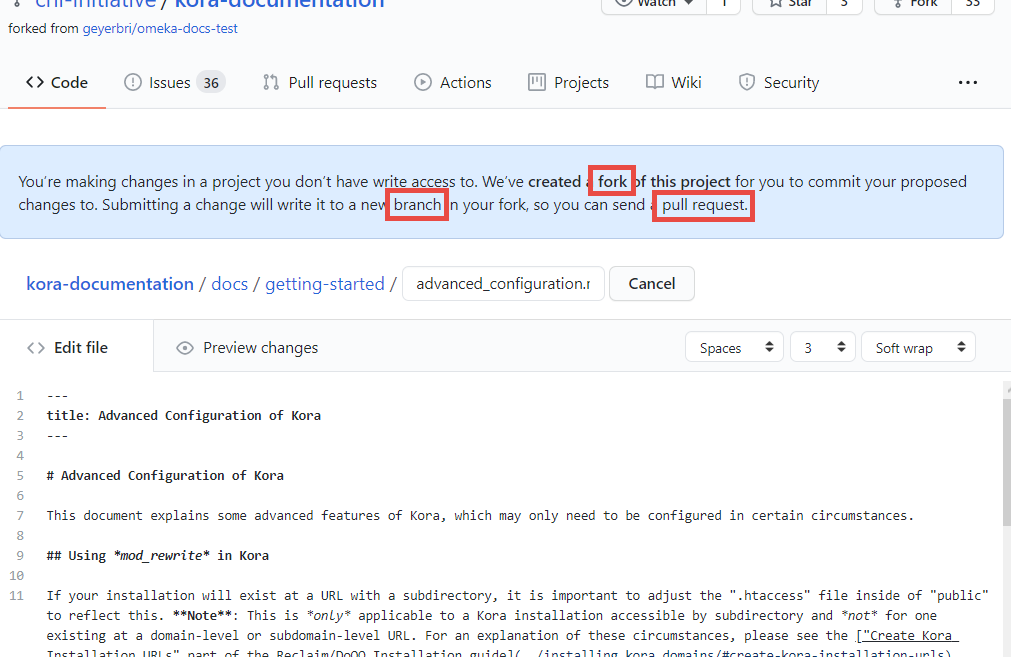 chi-initiative / kora-documentation
Watch 1 Star 3 Fork 33
forked from geyerbri/omeka-docs-test
Code Issues 36 Pull requests Actions Projects Wiki Security ...
You're making changes in a project you don't have write access to. We've created a fork of this project for you to commit your proposed
changes to. Submitting a change will write it to a new branch in your fork, so you can send a pull request.
kora-documentation / docs / getting-started / advanced_configuration.r Cancel
Edit file Preview changes Spaces 3 Soft wrap
1 ---
2 title: Advanced Configuration of Kora
3 ---
4
5 # Advanced Configuration of Kora
6
7 This document explains some advanced features of Kora, which may only need to be configured in certain circumstances.
8
9 ## Using *mod_rewrite* in Kora
10
11 If your installation will exist at a URL with a subdirectory, it is important to adjust the ".htaccess" file inside of "public"
to reflect this. **Note**: This is *only* applicable to a Kora installation accessible by subdirectory and *not* for one
existing at a domain-level or subdomain-level URL. For an explanation of these circumstances, please see the ["Create Kora
Installation URLs" part of the Reclaim/DoOO Installation guide](../installing_kora_domains/#create-kora-installation-urls)